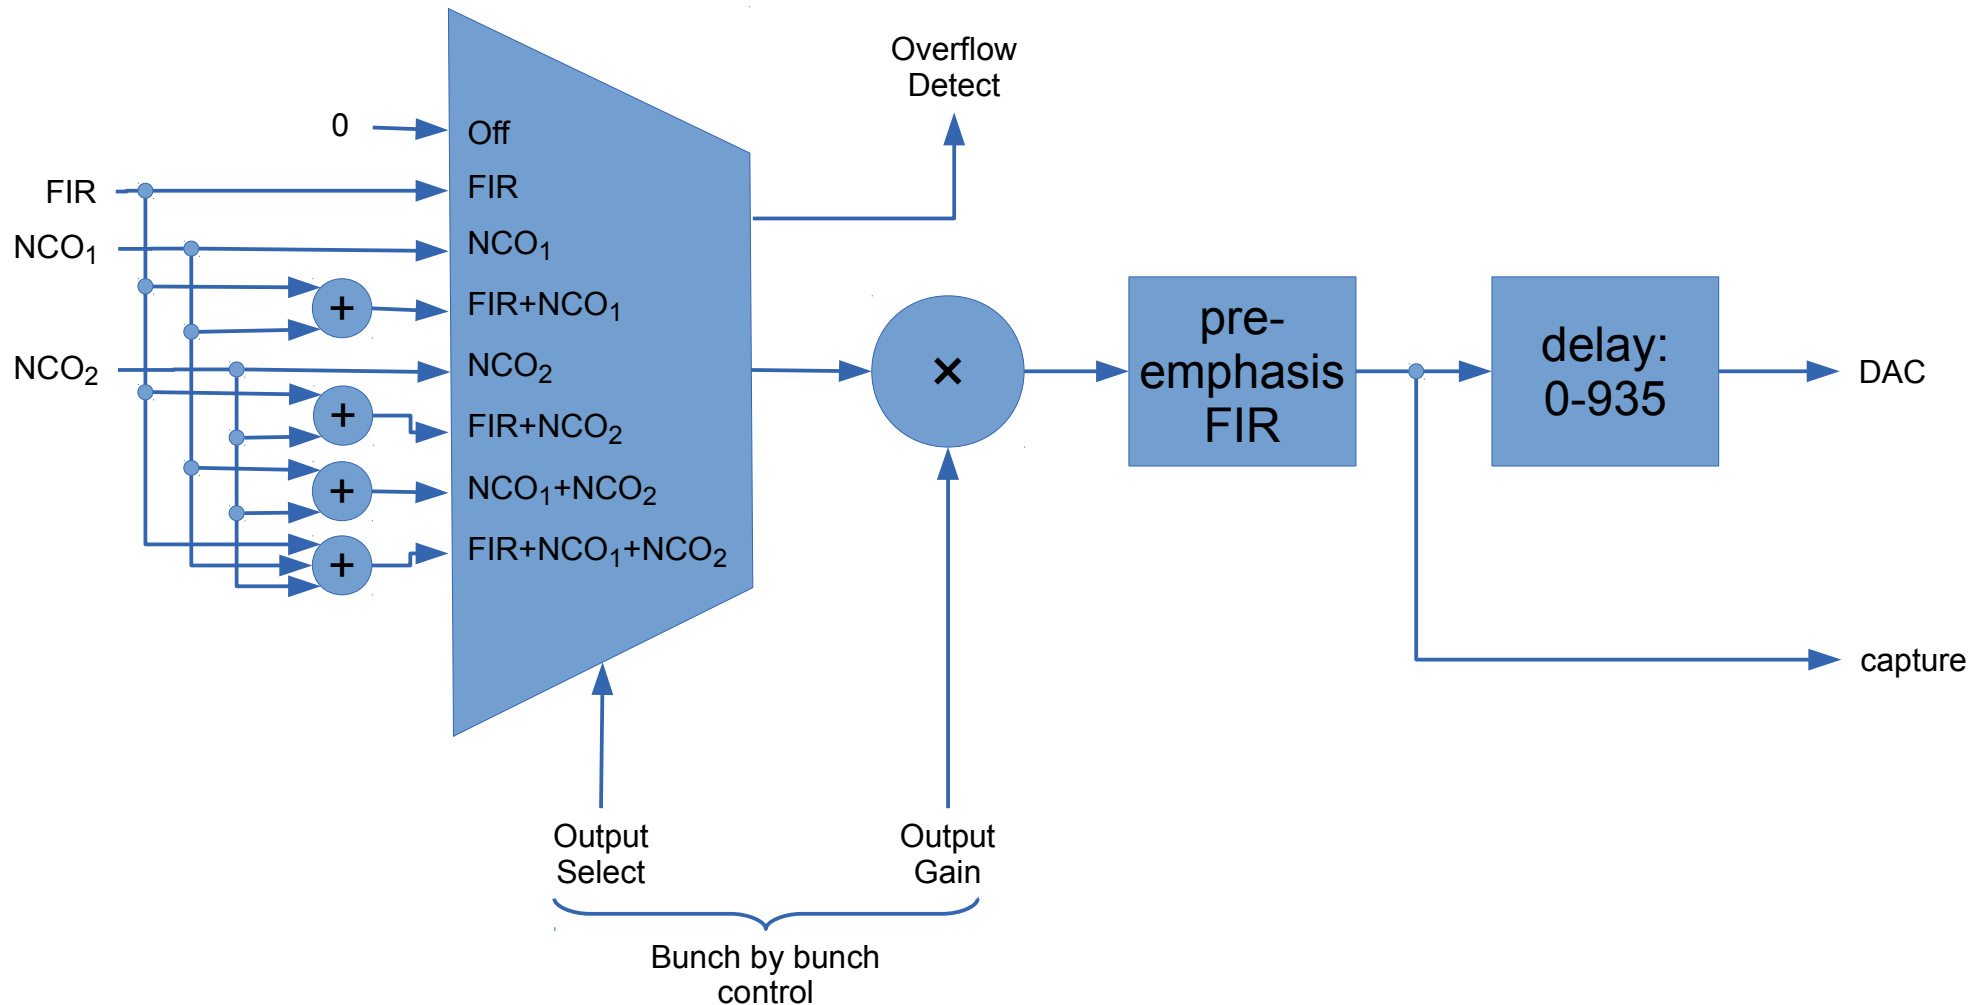 Overflow
Detect
0
Off
FIR
FIR
NCO₁
NCO₁
+
FIR+NCO₁
NCO₂
NCO₂
+
FIR+NCO₂
+
NCO₁+NCO₂
+
FIR+NCO₁+NCO₂
×
pre-
emphasis
FIR
delay:
0-935
DAC
capture
Output
Select
Output
Gain
Bunch by bunch
control